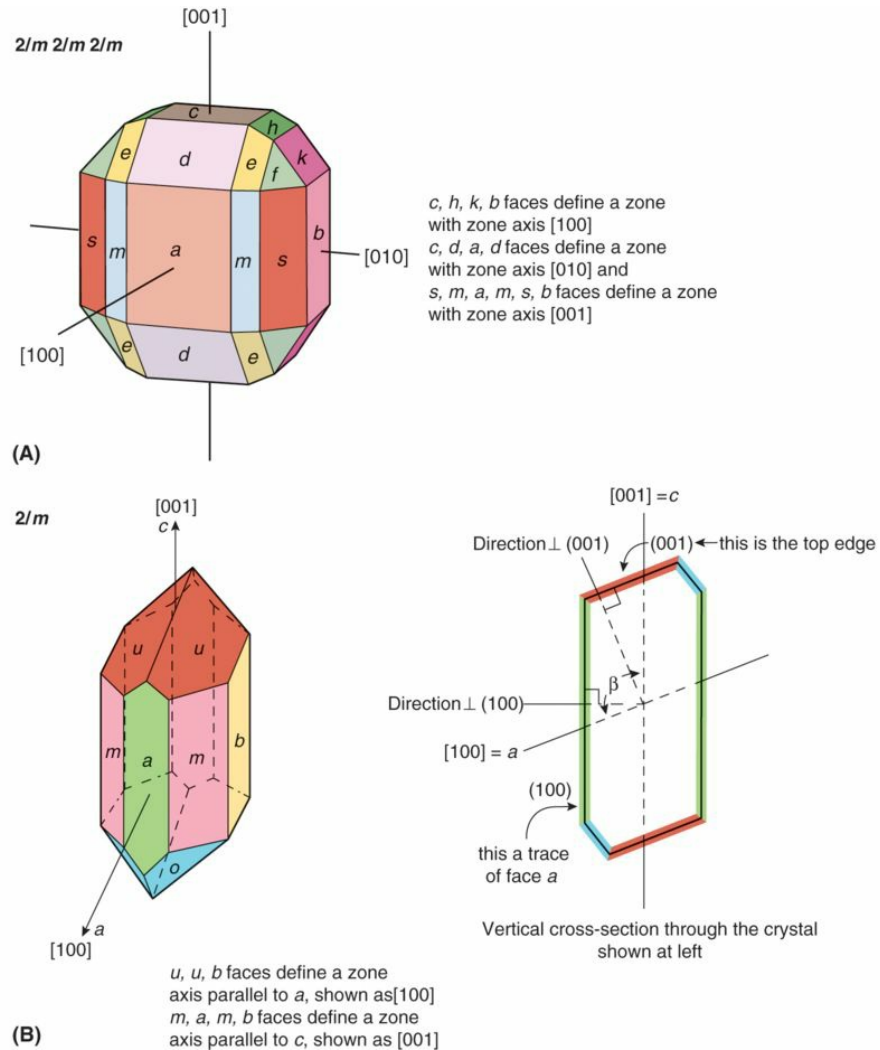 [001]
2/m 2/m 2/m
c
h
e
d
e
k
f
s
m
a
m
s
b
[010]
[100]
e
d
e
c, h, k, b faces define a zone
with zone axis [100]
c, d, a, d faces define a zone
with zone axis [010] and
s, m, a, m, s, b faces define a zone
with zone axis [001]
(A)
2/m
[001]
c
u
u
m
a
m
b
o
a
[100]
u, u, b faces define a zone
axis parallel to a, shown as[100]
m, a, m, b faces define a zone
axis parallel to c, shown as [001]
[001] = c
Direction ⊥ (001)
(001)
this is the top edge
β
Direction ⊥ (100)
[100] = a
(100)
this a trace
of face a
Vertical cross-section through the crystal
shown at left
(B)